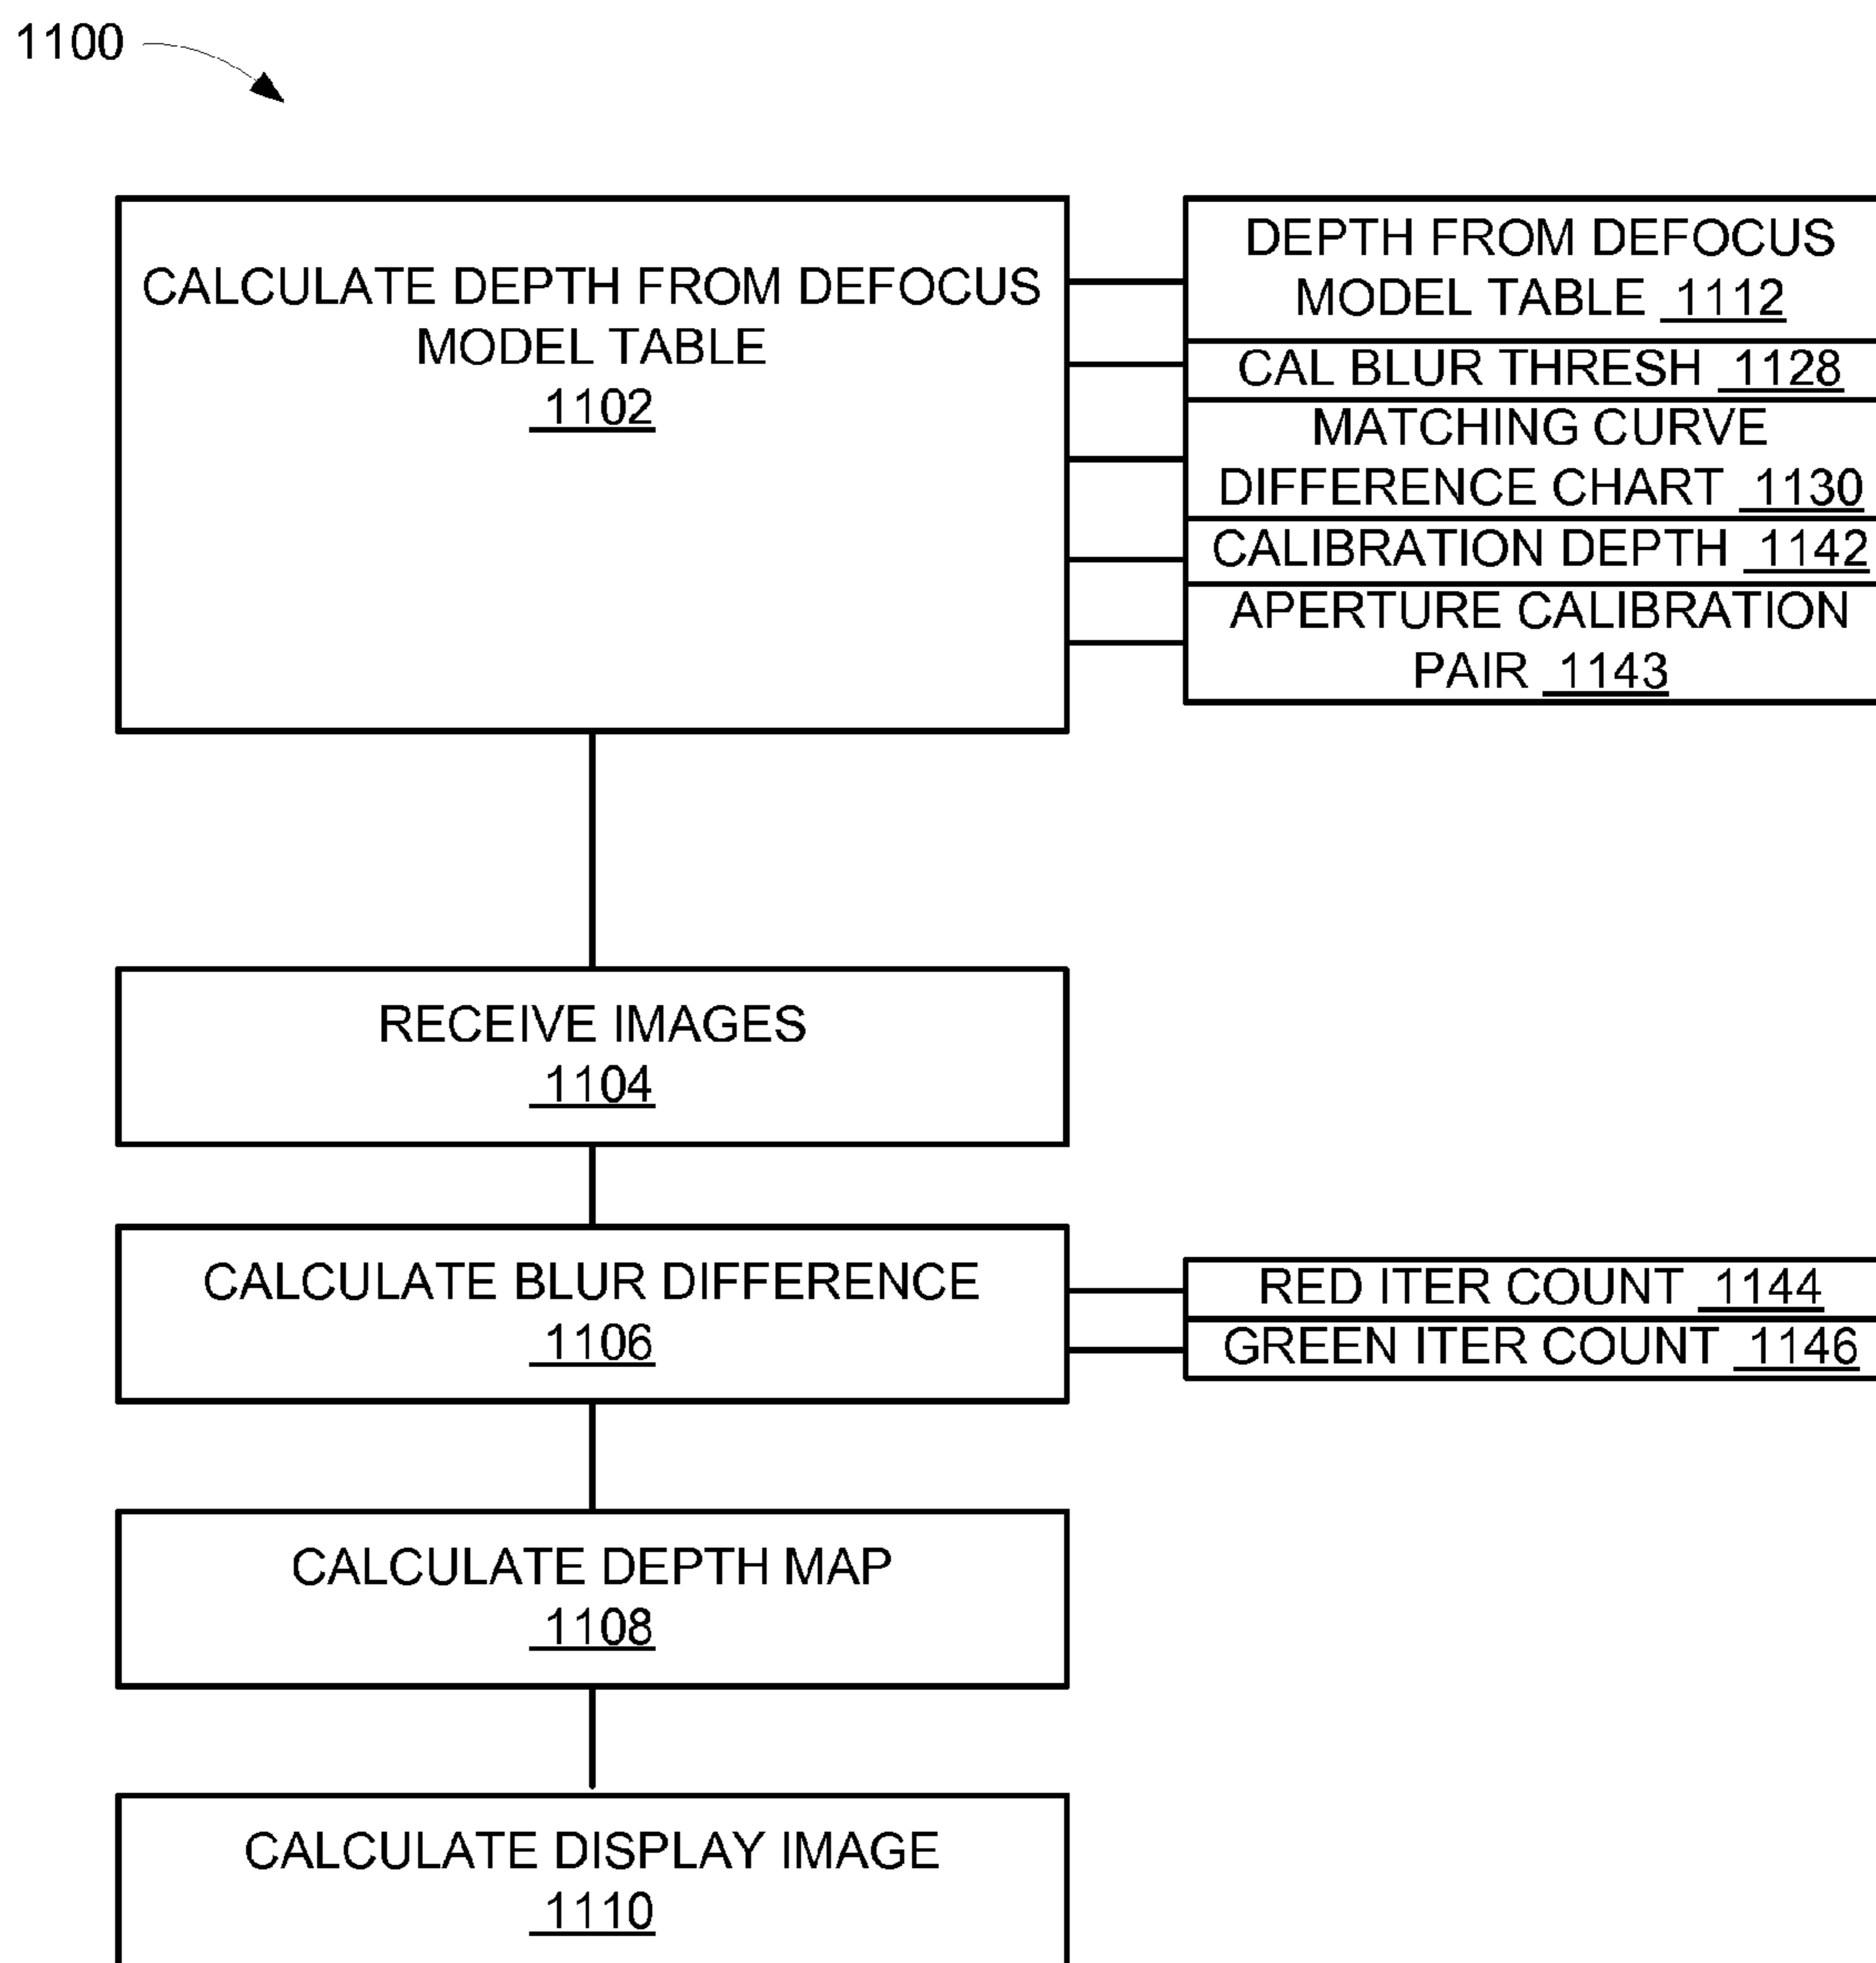 1100
CALCULATE DEPTH FROM DEFOCUS
MODEL TABLE
1102
DEPTH FROM DEFOCUS
MODEL TABLE 1112
CAL BLUR THRESH 1128
MATCHING CURVE
DIFFERENCE CHART 1130
CALIBRATION DEPTH 1142
APERTURE CALIBRATION
PAIR 1143
RECEIVE IMAGES
1104
CALCULATE BLUR DIFFERENCE
1106
RED ITER COUNT 1144
GREEN ITER COUNT 1146
CALCULATE DEPTH MAP
1108
CALCULATE DISPLAY IMAGE
1110